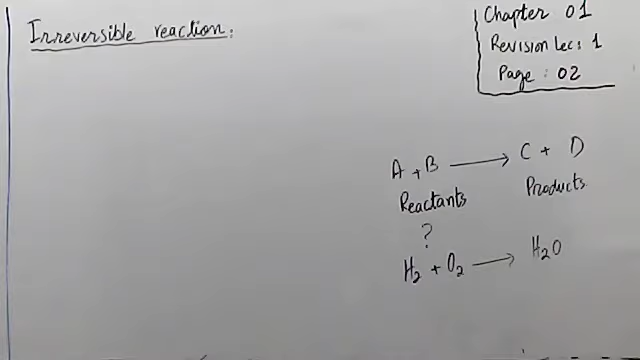 Irreversible reaction:
Chapter 01
Revision Lec: 1
Page: 02
A + B ⟶ C + D
Reactants Products
?
H₂ + O₂ ⟶ H₂O